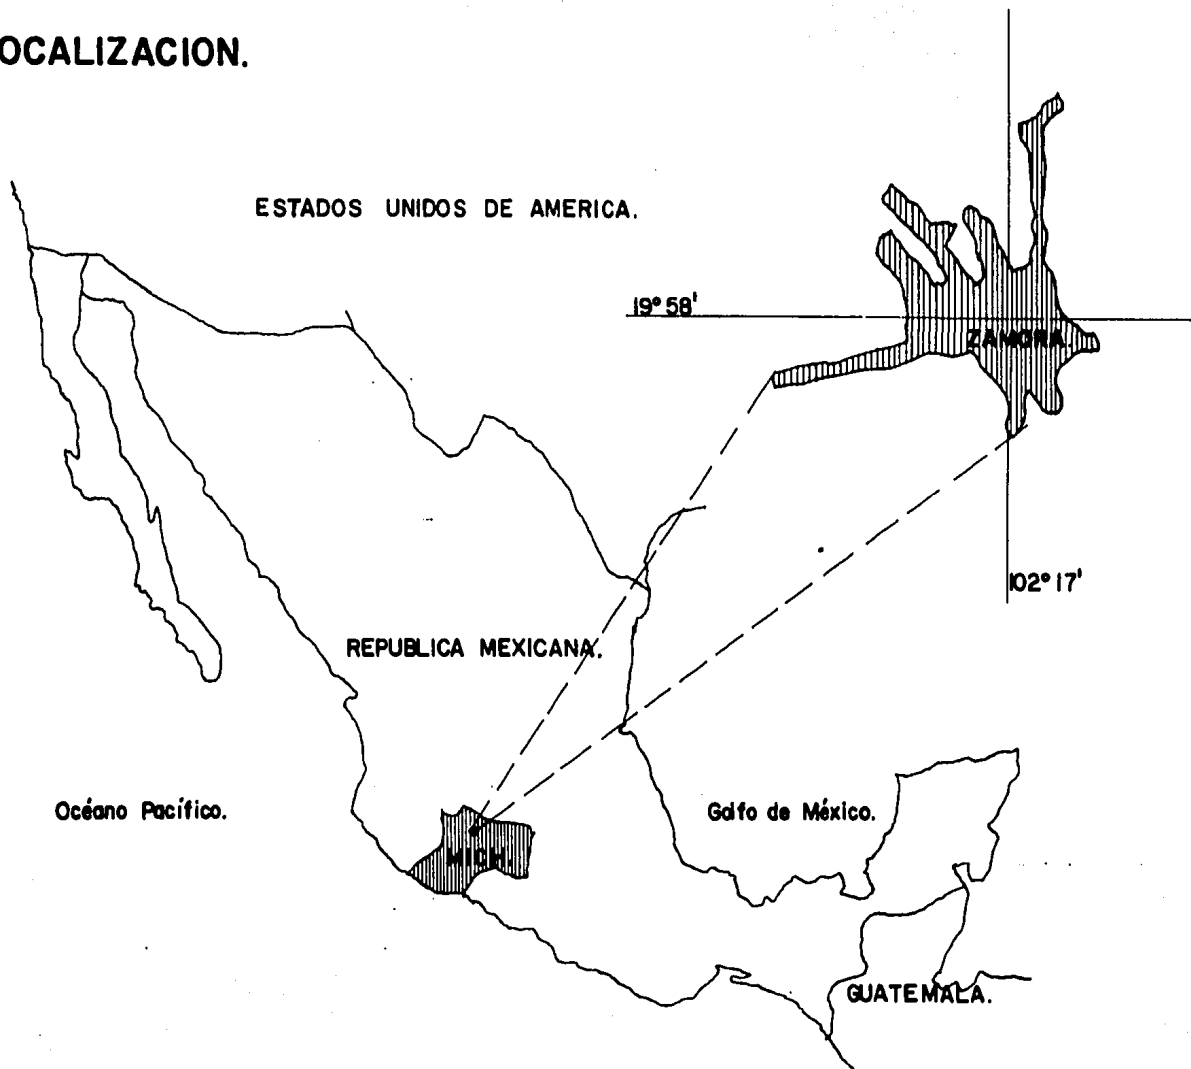 OCALIZACION.
ESTADOS UNIDOS DE AMERICA.
19° 58'
ZAMORA.
102° 17'
REPUBLICA MEXICANA.
Océano Pacífico.
Golfo de México.
MICH.
GUATEMALA.